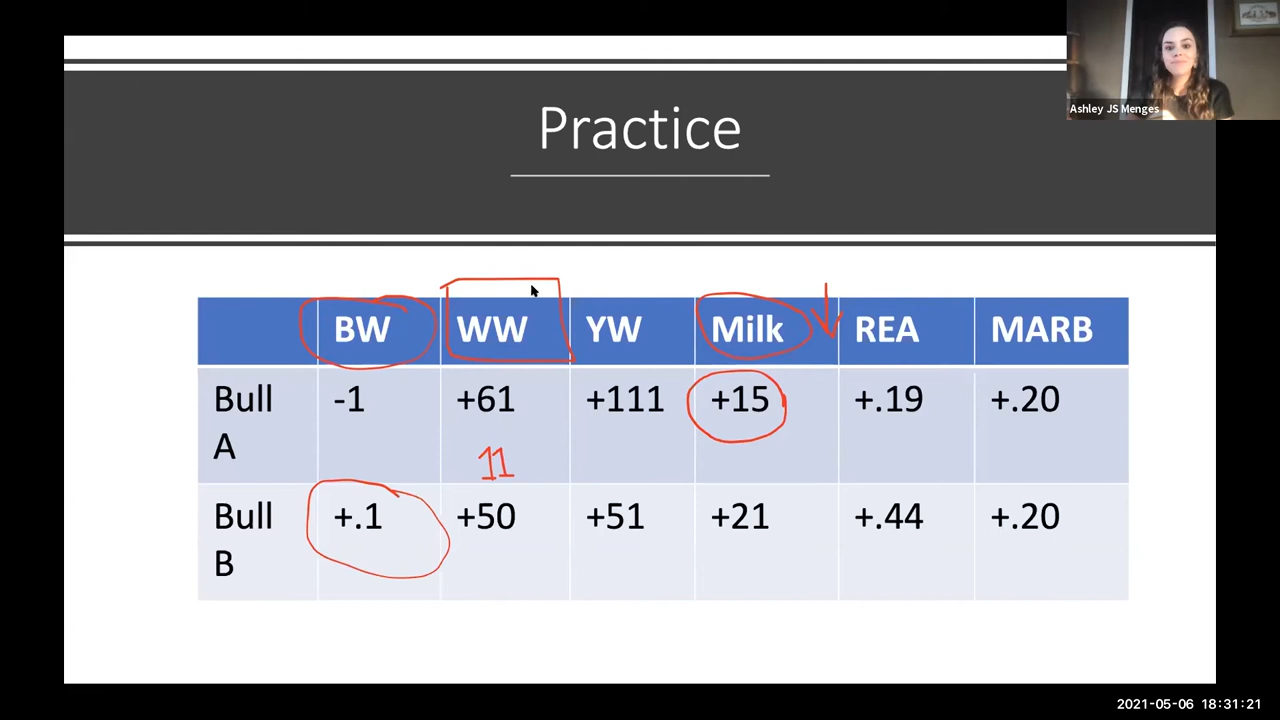 Ashley JS Menges
Practice
BW WW YW Milk REA MARB
Bull A -1 +61 +111 +15 +.19 +.20
11
Bull B +.1 +50 +51 +21 +.44 +.20
2021-05-06 18:31:21